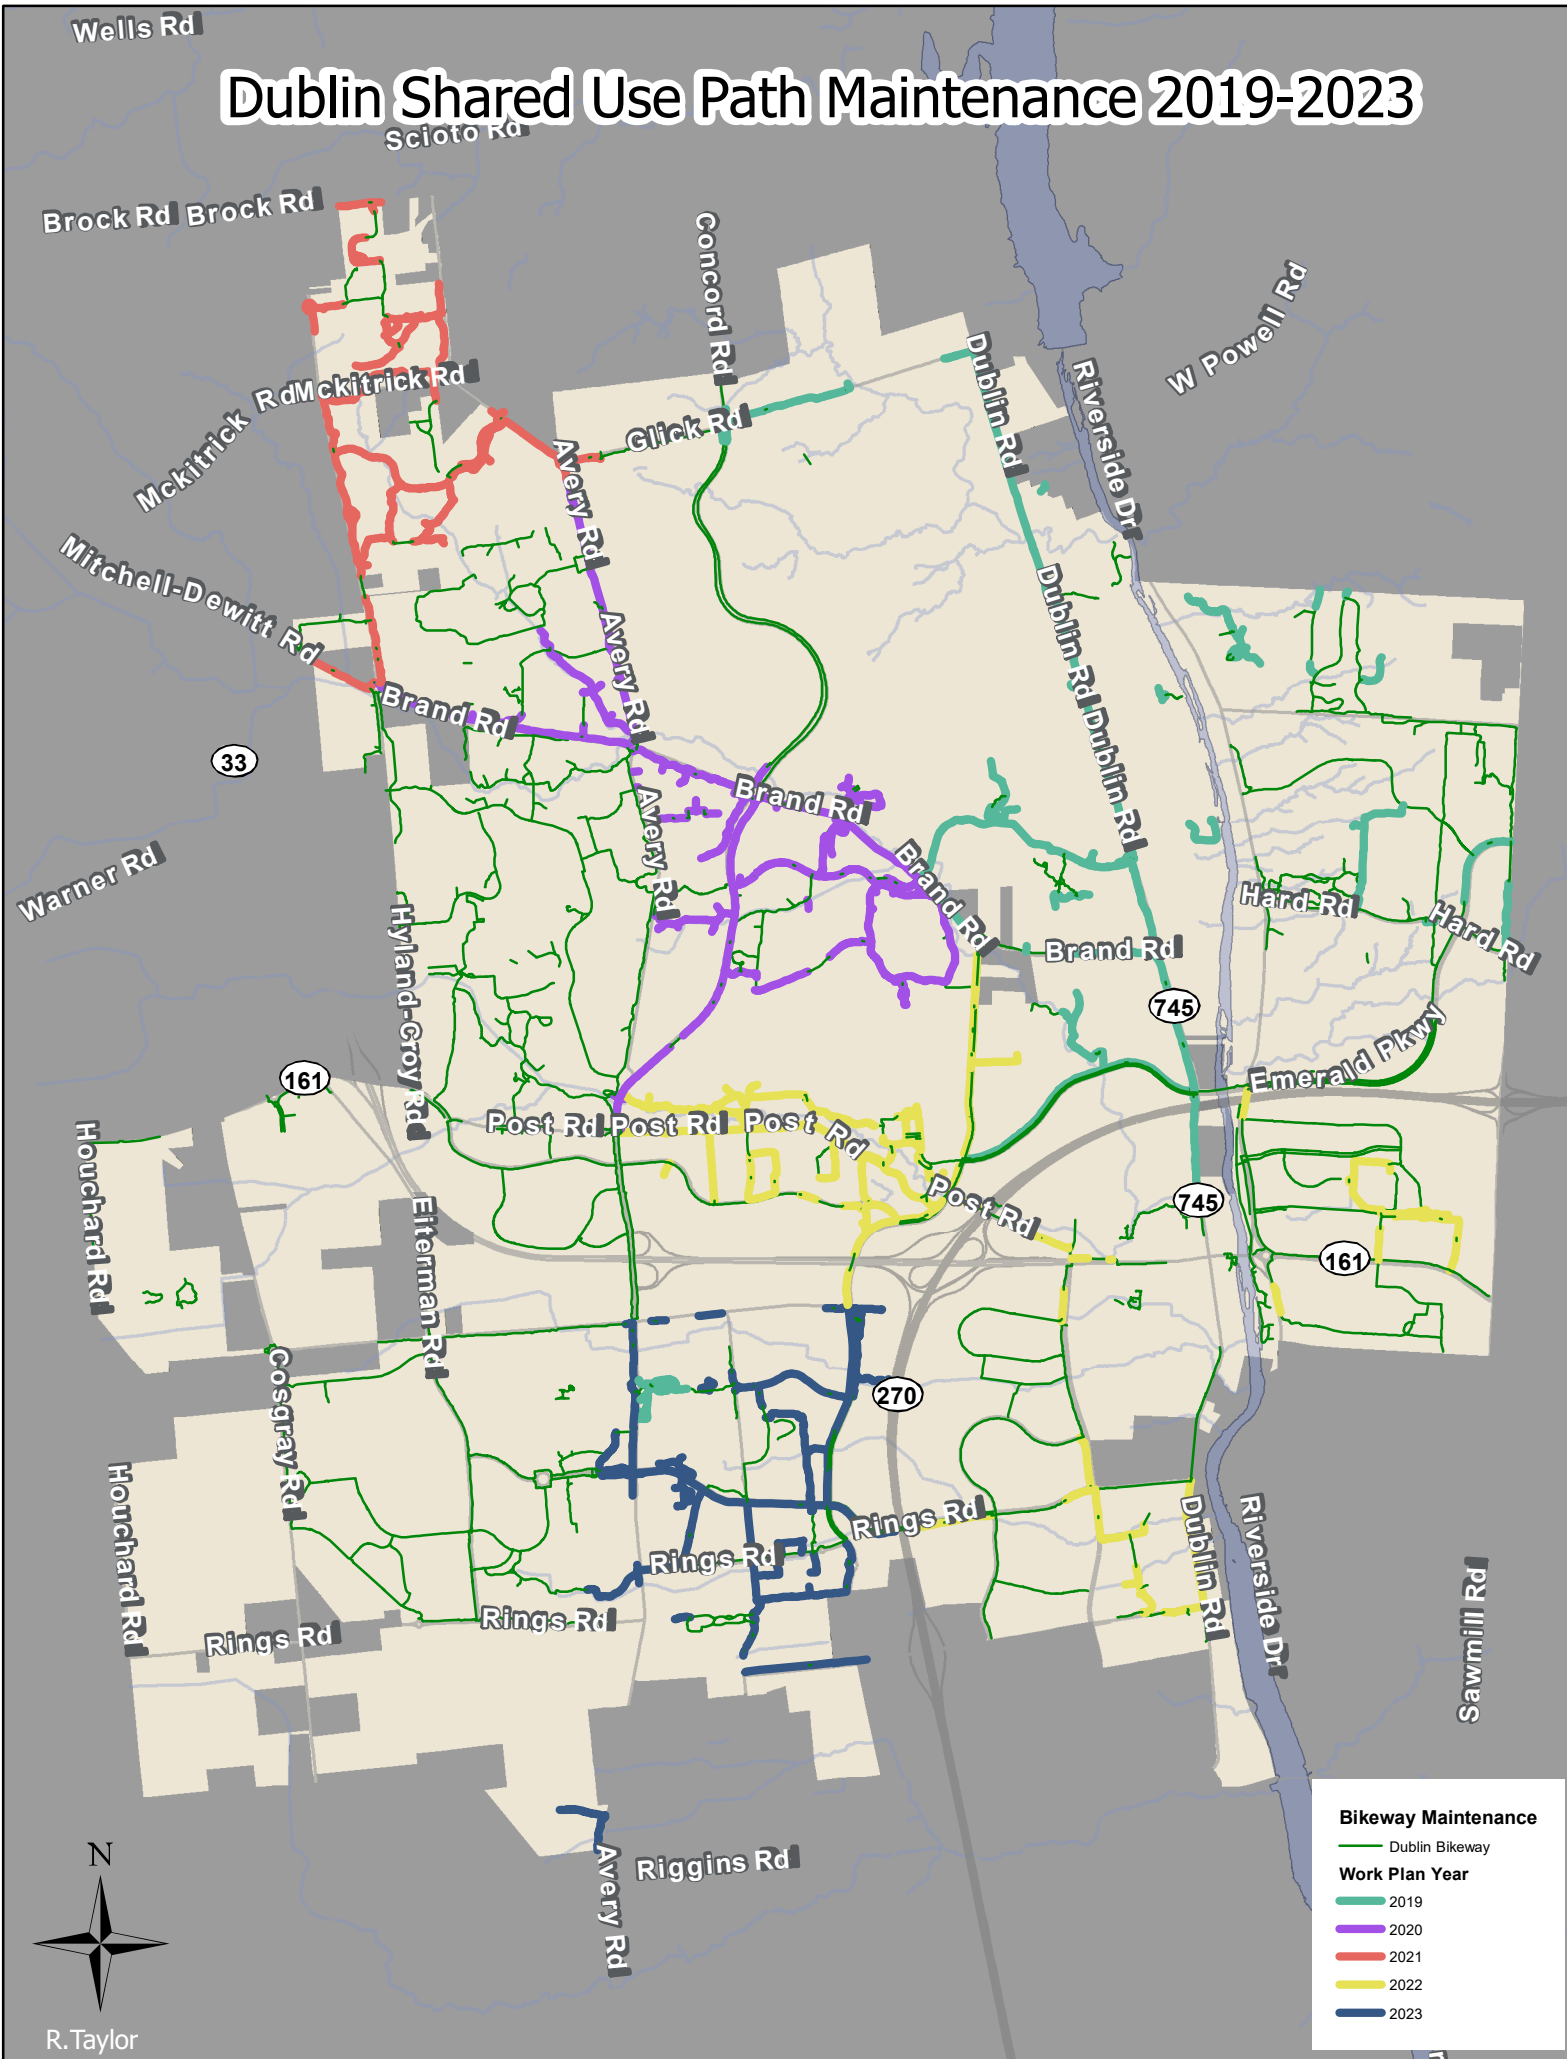 Wells Rd
Dublin Shared Use Path Maintenance 2019-2023
Scioto Rd
Brock Rd
Brock Rd
Concord Rd
W Powell Rd
Dublin Rd
Riverside Dr
Mckitrick Rd
Mckitrick Rd
Glick Rd
Avery Rd
Mitchell-Dewitt Rd
Dublin Rd
Avery Rd
Brand Rd
Dublin Rd
33
Avery Rd
Brand Rd
Warner Rd
Brand Rd
Hard Rd
Hard Rd
Hyland-Croy Rd
Brand Rd
745
Emerald Pkwy
161
Post Rd
Post Rd
Post Rd
Houchard Rd
Post Rd
745
Eiterman Rd
161
Cosgray Rd
270
Houchard Rd
Rings Rd
Dublin Rd
Riverside Dr
Rings Rd
Sawmill Rd
Rings Rd
Rings Rd
Avery Rd
Riggins Rd
N
R.Taylor
Bikeway Maintenance
Dublin Bikeway
Work Plan Year
2019
2020
2021
2022
2023